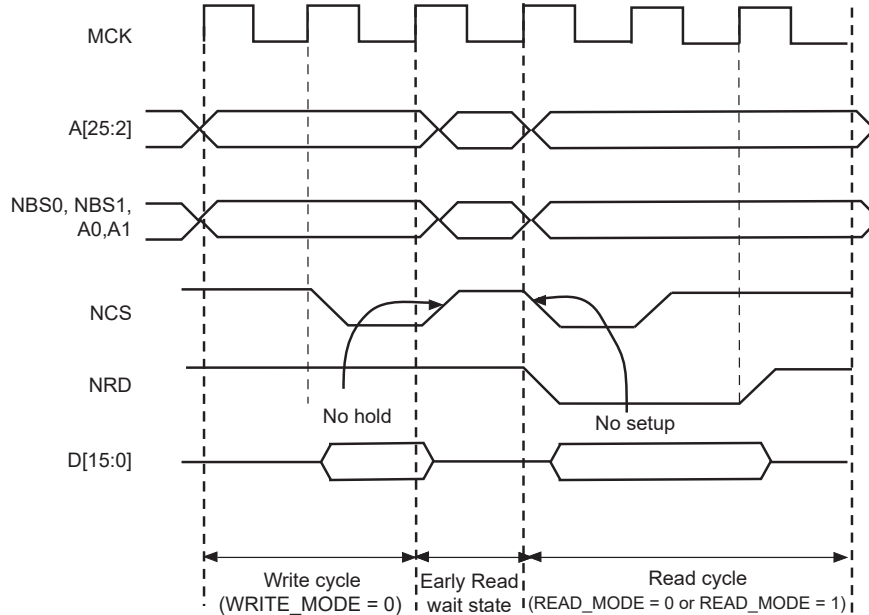 MCK
A[25:2]
NBS0, NBS1,
A0,A1
NCS
NRD
No hold
No setup
D[15:0]
Write cycle
(WRITE_MODE = 0)
Early Read
wait state
Read cycle
(READ_MODE = 0 or READ_MODE = 1)